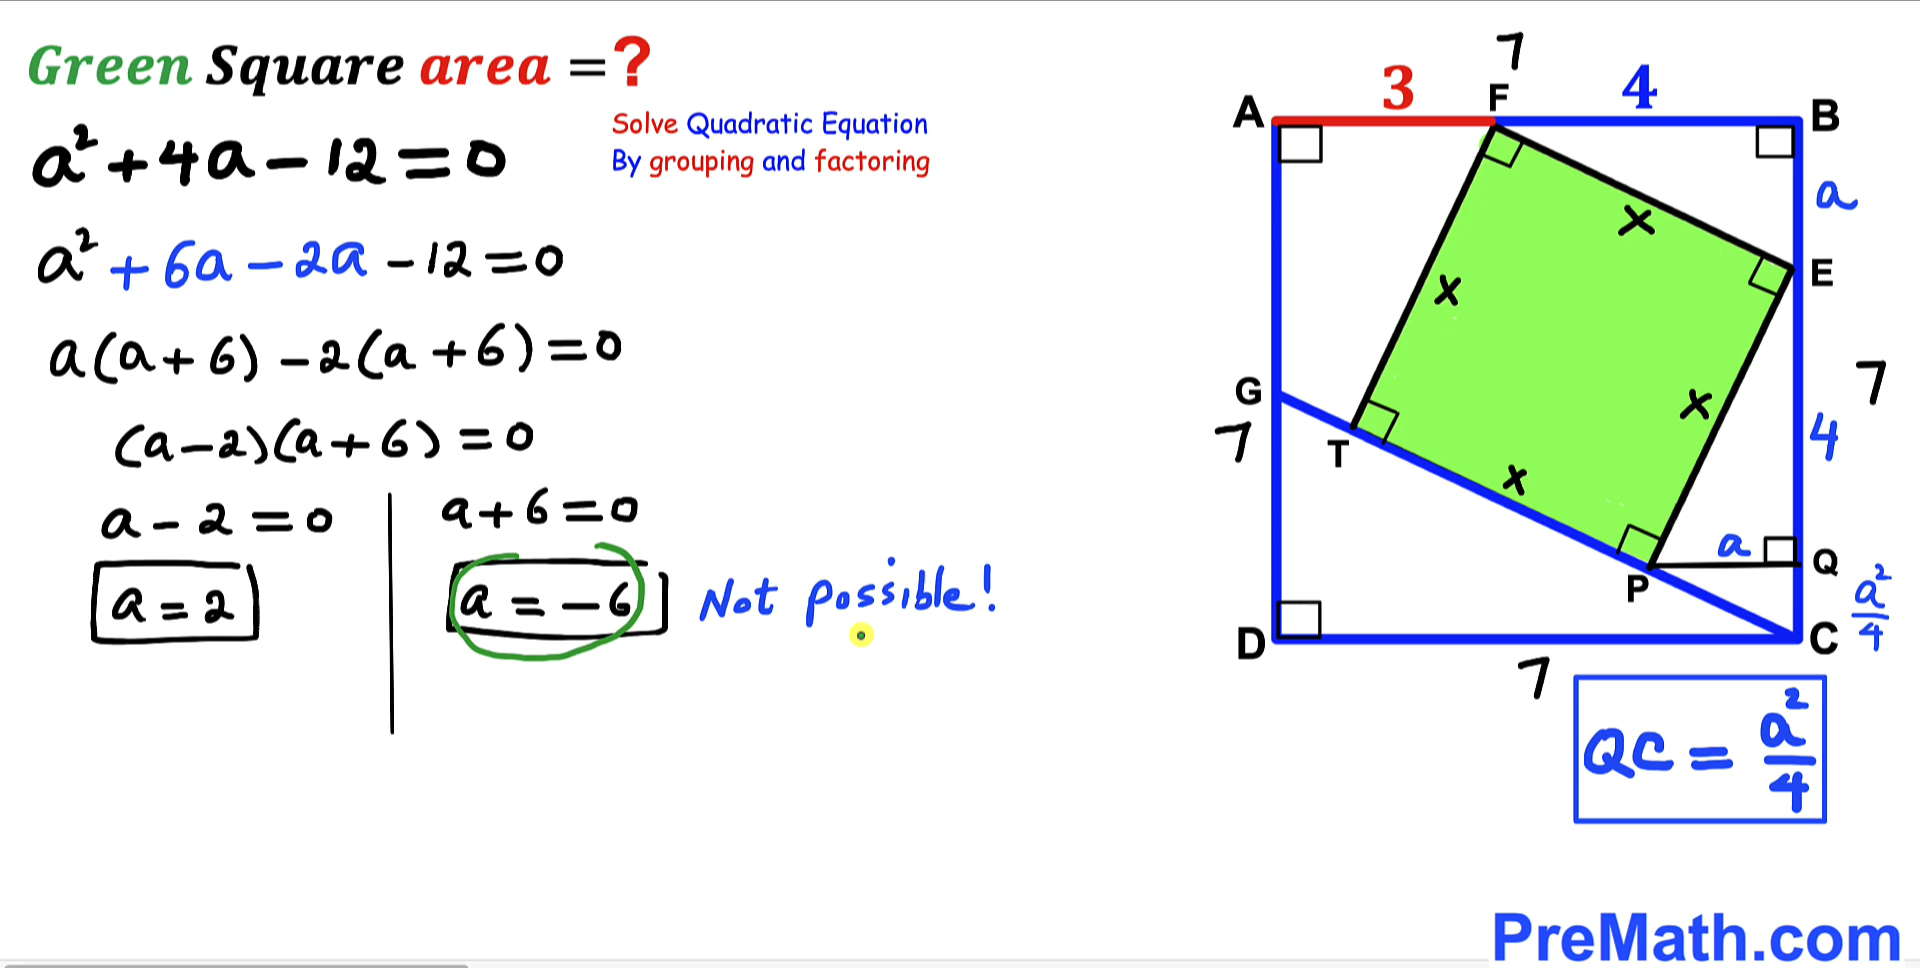 Green Square area = ?
Solve Quadratic Equation
By grouping and factoring
a² + 4a − 12 = 0
a² + 6a − 2a − 12 = 0
a(a + 6) − 2(a + 6) = 0
(a − 2)(a + 6) = 0
a − 2 = 0
a = 2
a + 6 = 0
a = −6
Not possible!
7
3
4
A
F
B
a
x
E
x
7
G
x
4
7
T
x
a
Q
P
a²/4
D
C
7
QC = a²/4
PreMath.com